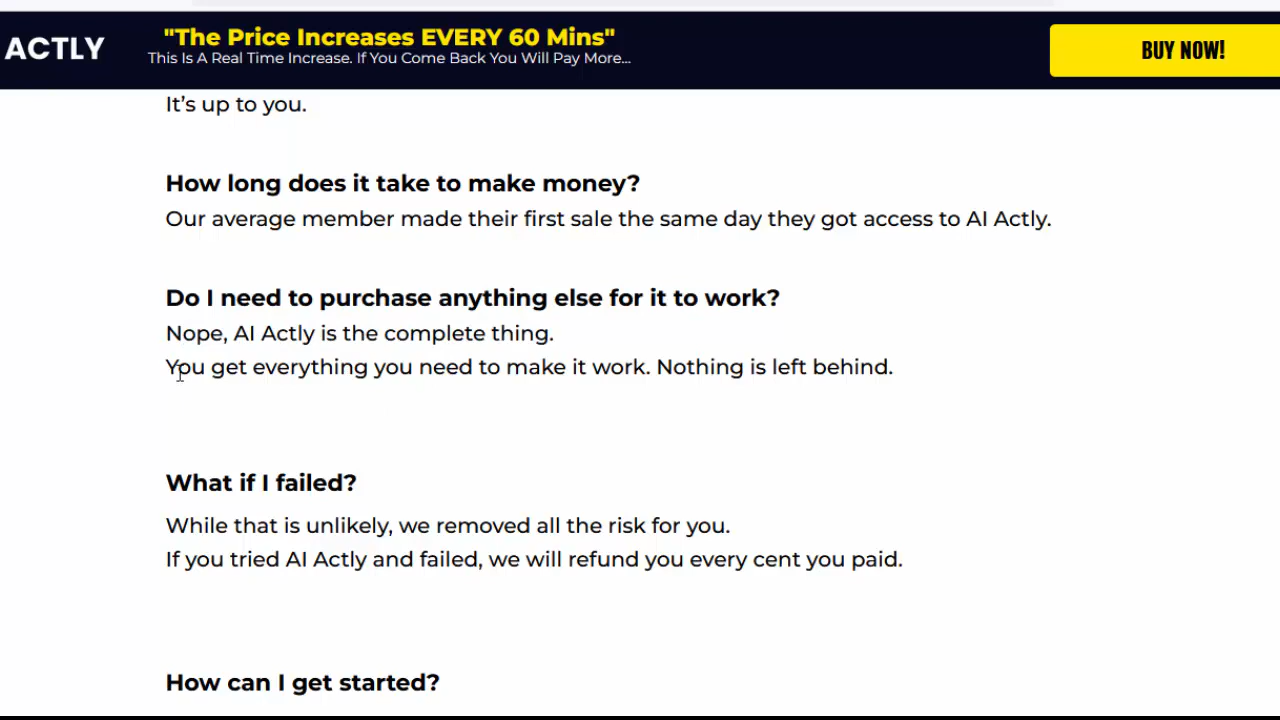 ACTLY
"The Price Increases EVERY 60 Mins"
This Is A Real Time Increase. If You Come Back You Will Pay More...
BUY NOW!
It’s up to you.
How long does it take to make money?
Our average member made their first sale the same day they got access to AI Actly.
Do I need to purchase anything else for it to work?
Nope, AI Actly is the complete thing.
You get everything you need to make it work. Nothing is left behind.
What if I failed?
While that is unlikely, we removed all the risk for you.
If you tried AI Actly and failed, we will refund you every cent you paid.
How can I get started?